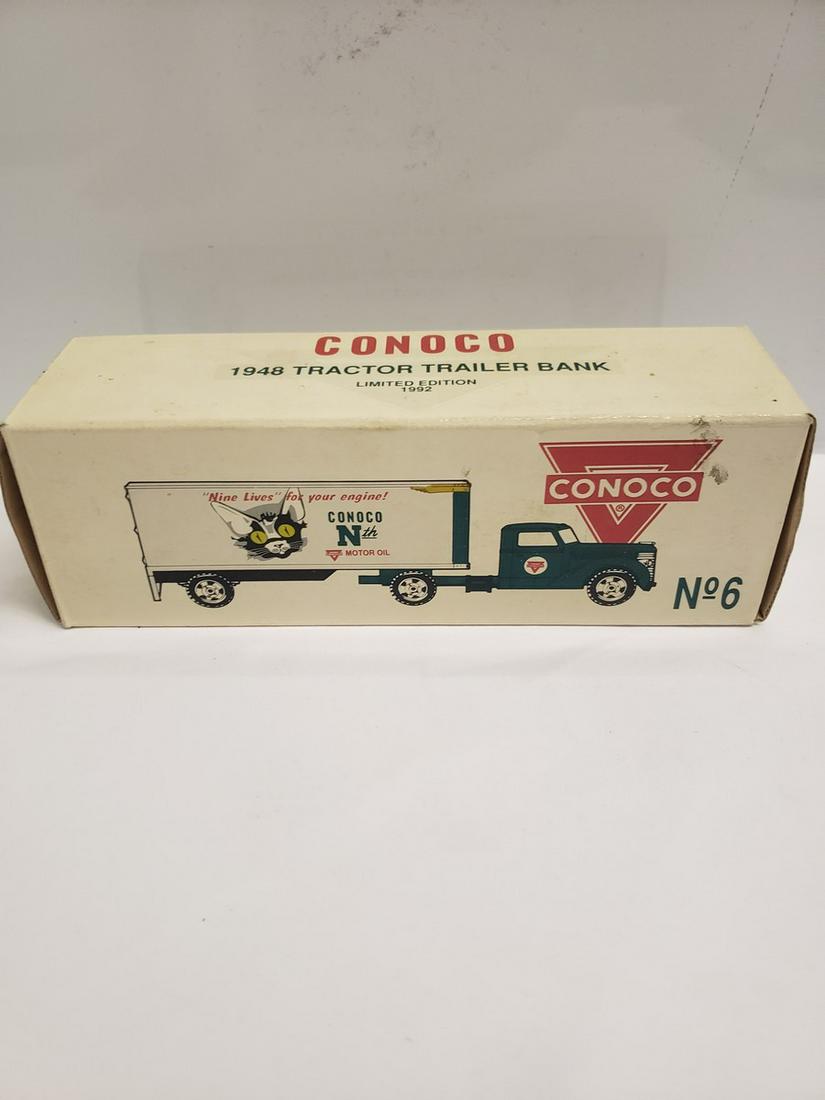 CONOCO
1948 TRACTOR TRAILER BANK
LIMITED EDITION
1992
"Nine Lives" for your engine!
CONOCO
Nth
MOTOR OIL
CONOCO
®
Nº6